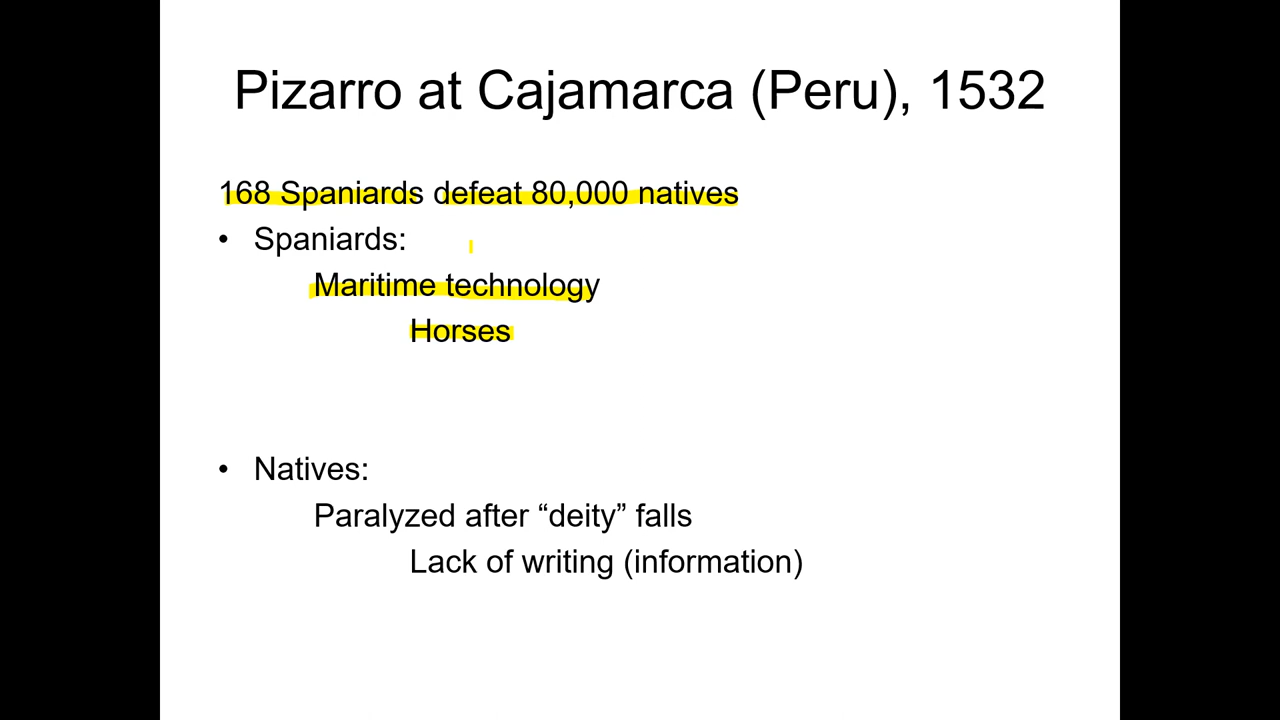 Pizarro at Cajamarca (Peru), 1532
168 Spaniards defeat 80,000 natives
• Spaniards:
Maritime technology
Horses
• Natives:
Paralyzed after “deity” falls
Lack of writing (information)